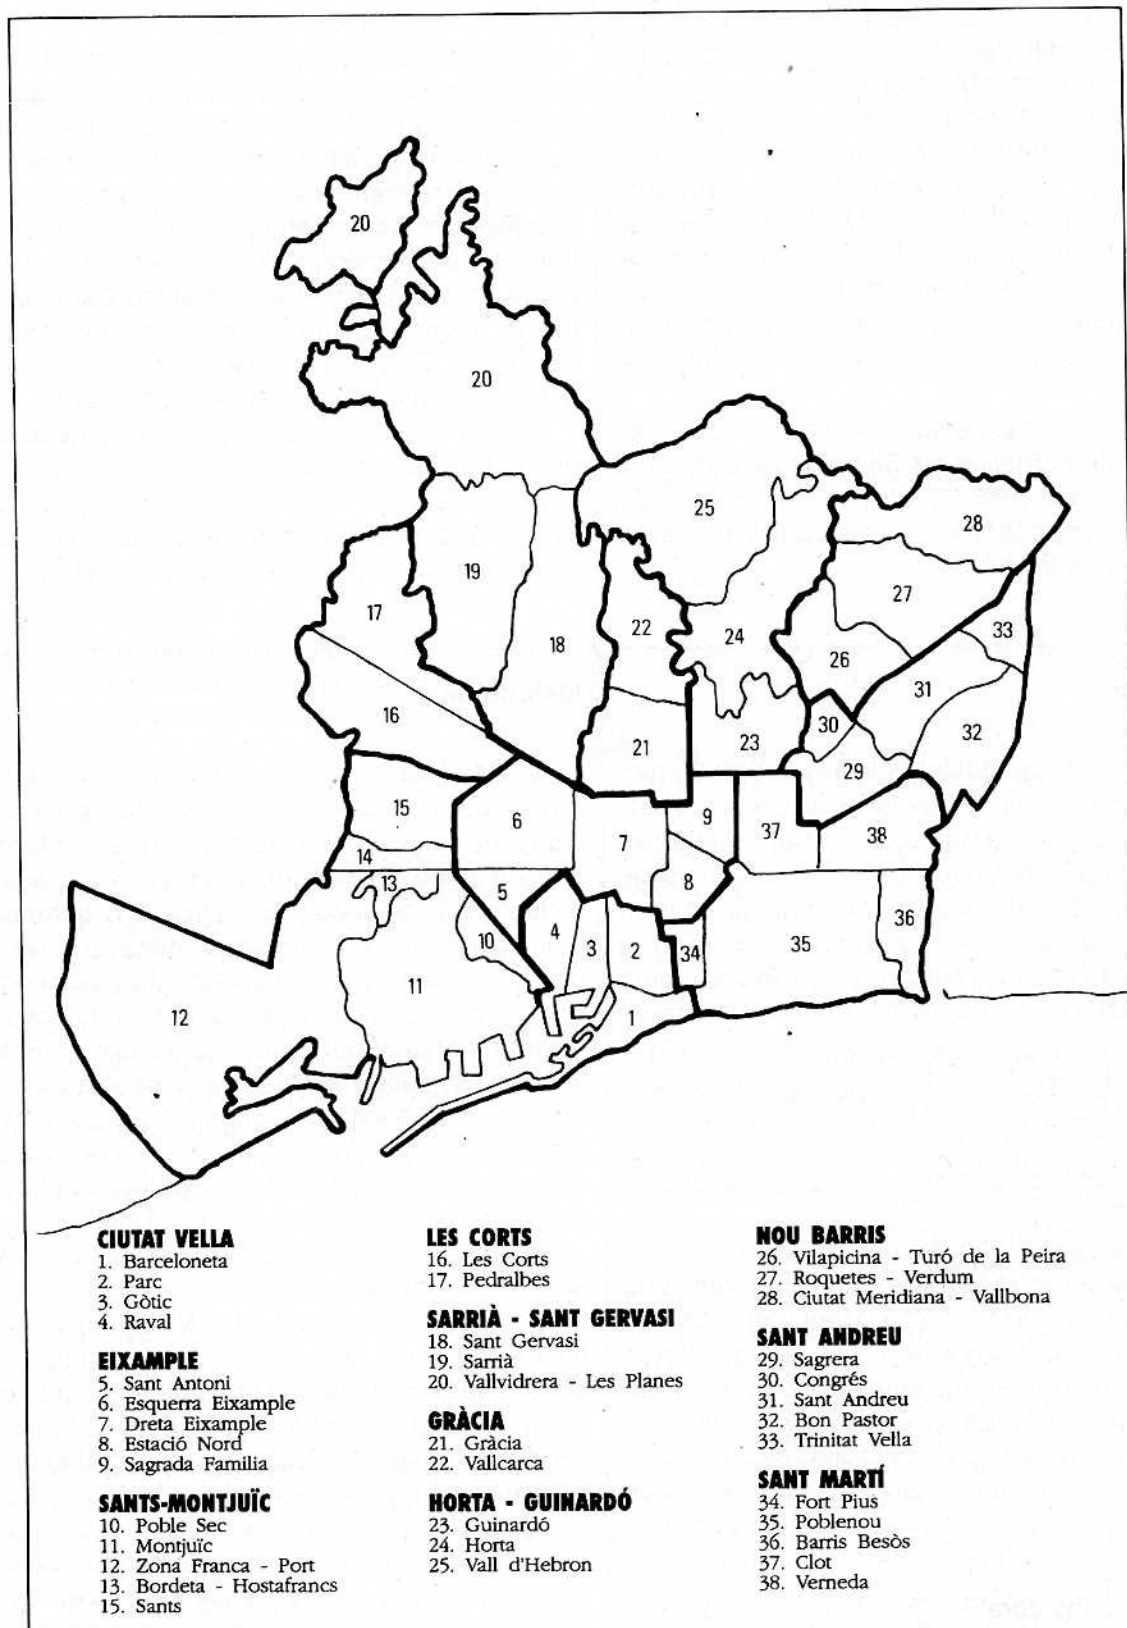 20
20
25
28
19
27
17
22
33
24
18
26
31
16
30
32
21
23
29
15
9
6
37
7
38
14
13
8
5
36
10
4
3
2
34
35
11
12
1
CIUTAT VELLA
1. Barceloneta
2. Parc
3. Gòtic
4. Raval
EIXAMPLE
5. Sant Antoni
6. Esquerra Eixample
7. Dreta Eixample
8. Estació Nord
9. Sagrada Familia
SANTS-MONTJUÏC
10. Poble Sec
11. Montjuïc
12. Zona Franca - Port
13. Bordeta - Hostafrancs
15. Sants
LES CORTS
16. Les Corts
17. Pedralbes
SARRIÀ - SANT GERVASI
18. Sant Gervasi
19. Sarrià
20. Vallvidrera - Les Planes
GRÀCIA
21. Gràcia
22. Vallcarca
HORTA - GUINARDÓ
23. Guinardó
24. Horta
25. Vall d'Hebron
NOU BARRIS
26. Vilapicina - Turó de la Peira
27. Roquetes - Verdum
28. Ciutat Meridiana - Vallbona
SANT ANDREU
29. Sagrera
30. Congrés
31. Sant Andreu
32. Bon Pastor
33. Trinitat Vella
SANT MARTÍ
34. Fort Pius
35. Poblenou
36. Barris Besòs
37. Clot
38. Verneda